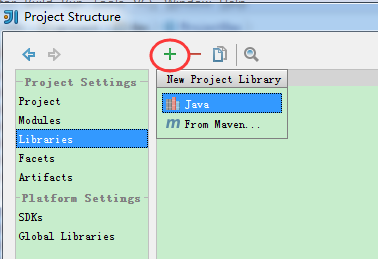 Project Structure
New Project Library
Java
m From Maven...
Project Settings
Project
Modules
Libraries
Facets
Artifacts
Platform Settings
SDKs
Global Libraries